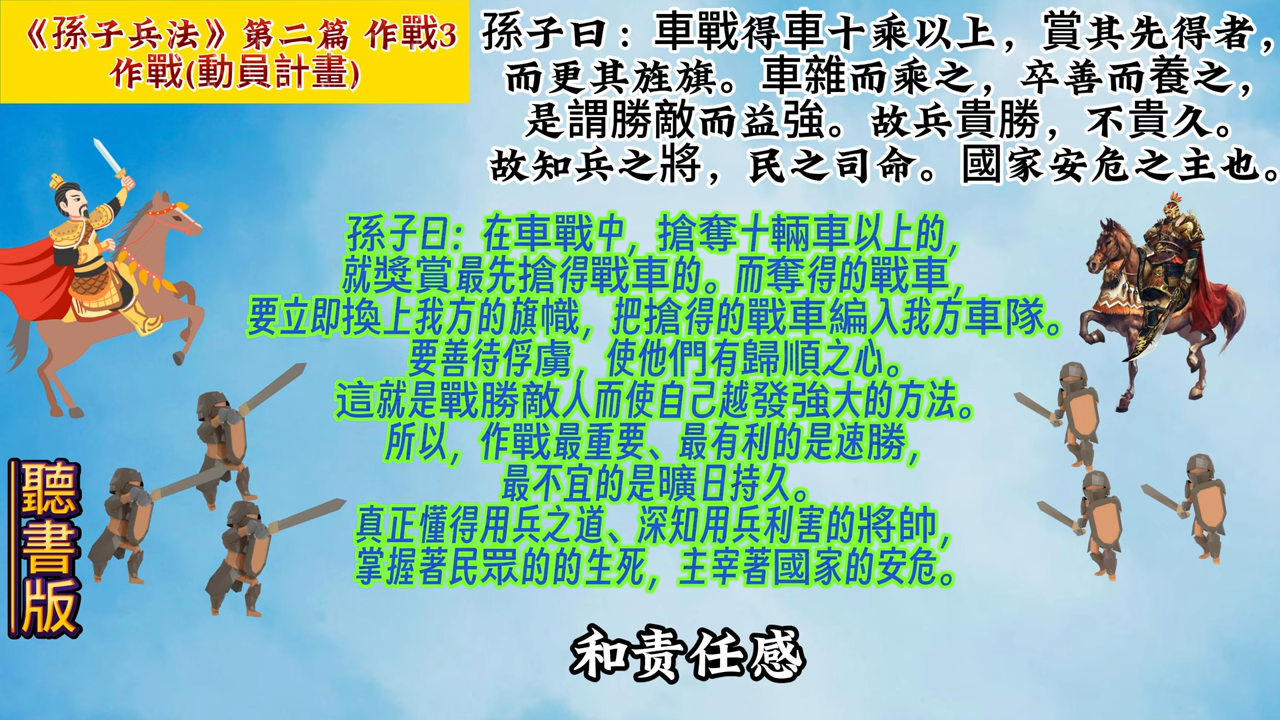 《孫子兵法》第二篇 作戰3
作戰(動員計畫)
孫子曰：車戰得車十乘以上，賞其先得者，
而更其旌旗。車雜而乘之，卒善而養之，
是謂勝敵而益強。故兵貴勝，不貴久。
故知兵之將，民之司命。國家安危之主也。
孫子曰：在車戰中，搶奪十輛車以上的，
就獎賞最先搶得戰車的。而奪得的戰車，
要立即換上我方的旗幟，把搶得的戰車編入我方車隊。
要善待俘虜，使他們有歸順之心。
這就是戰勝敵人而使自己越發強大的方法。
所以，作戰最重要、最有利的是速勝，
最不宜的是曠日持久。
真正懂得用兵之道、深知用兵利害的將帥，
掌握著民眾的的生死，主宰著國家的安危。
聽書版
和责任感